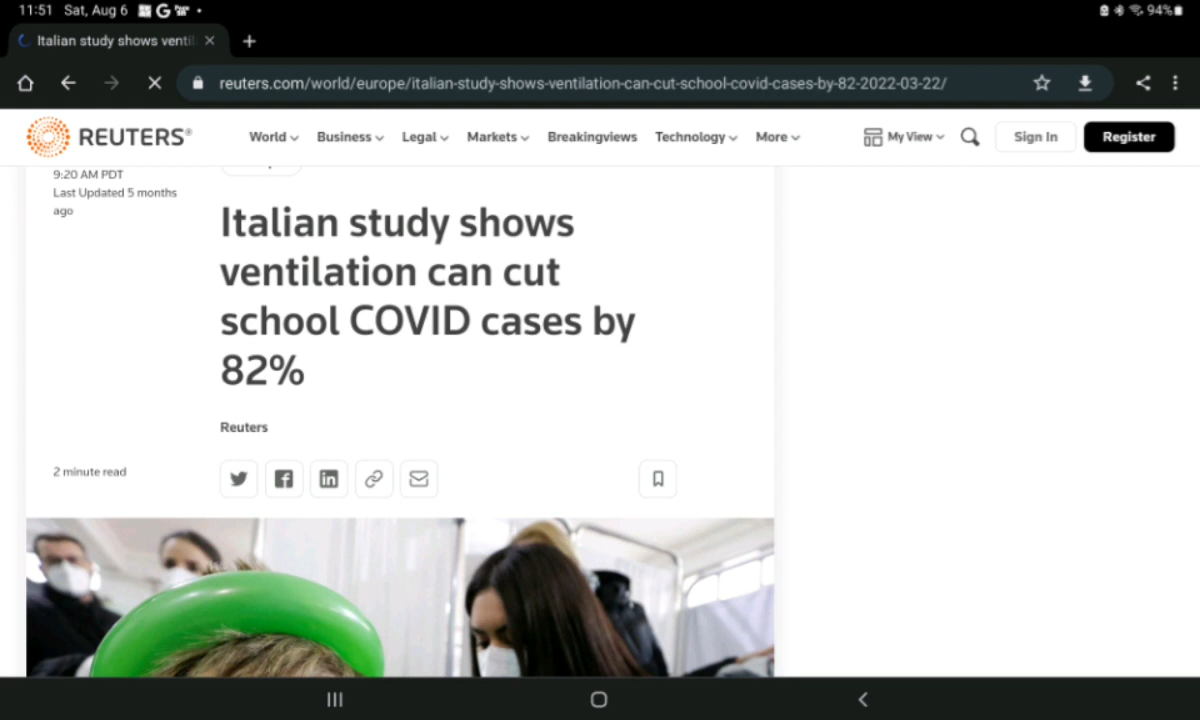 11:51 Sat, Aug 6
94%
Italian study shows ventil
reuters.com/world/europe/italian-study-shows-ventilation-can-cut-school-covid-cases-by-82-2022-03-22/
REUTERS®
World Business Legal Markets Breakingviews Technology More My View Sign In Register
9:20 AM PDT
Last Updated 5 months
ago
Italian study shows
ventilation can cut
school COVID cases by
82%
Reuters
2 minute read